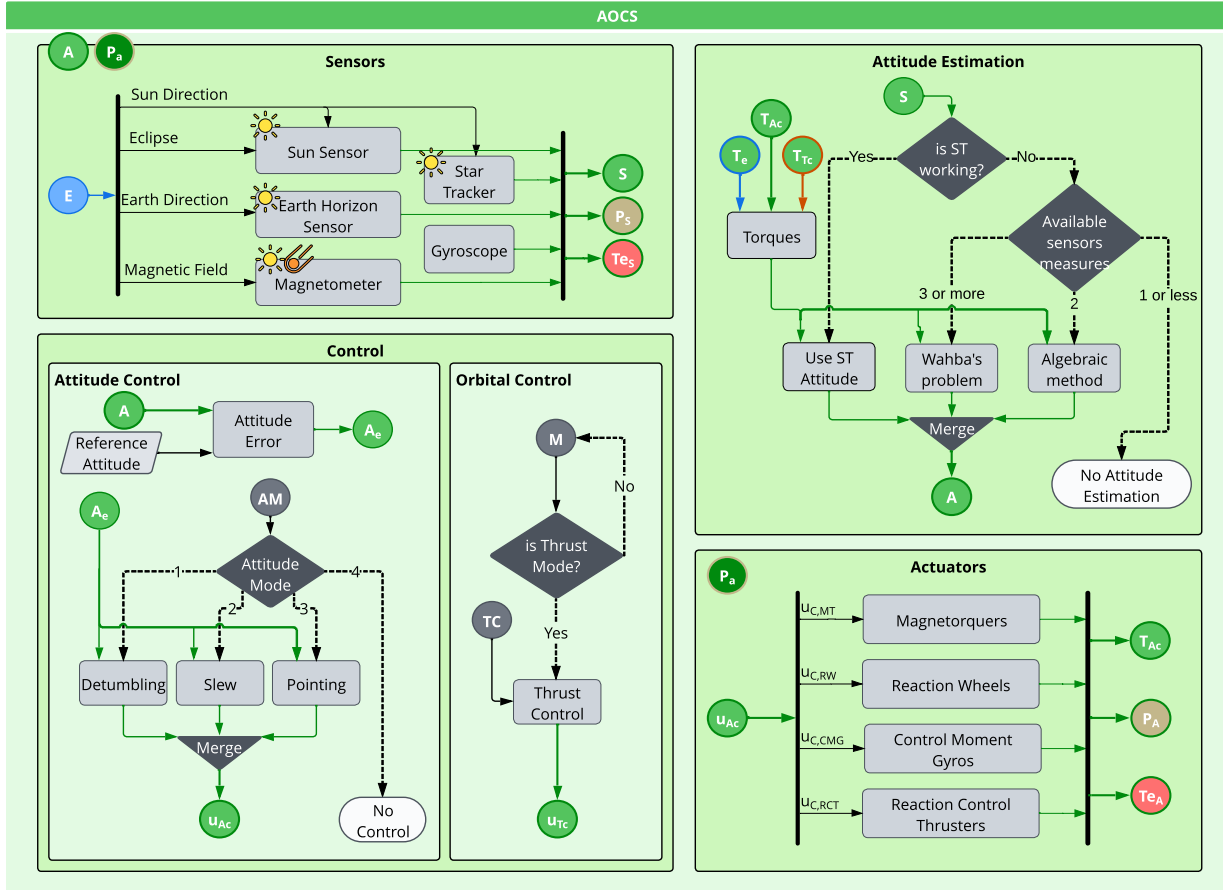 AOCS
A
Pa
Sensors
Sun Direction
Eclipse
Sun Sensor
Star
Tracker
E
Earth Direction
Earth Horizon
Sensor
Gyroscope
Magnetic Field
Magnetometer
S
PS
TeS
Control
Attitude Control
A
Attitude
Error
Ae
Reference
Attitude
Ae
AM
Attitude
Mode
1
2
3
4
Detumbling
Slew
Pointing
Merge
uAc
No
Control
Orbital Control
M
No
is Thrust
Mode?
TC
Yes
Thrust
Control
uTc
Attitude Estimation
S
TAc
Te
TTc
is ST
working?
Yes
No
Torques
Available
sensors
measures
3 or more
2
1 or less
Use ST
Attitude
Wahba's
problem
Algebraic
method
Merge
No Attitude
Estimation
A
Pa
Actuators
uC,MT
Magnetorquers
uC,RW
Reaction Wheels
uAc
uC,CMG
Control Moment
Gyros
uC,RCT
Reaction Control
Thrusters
TAc
PA
TeA